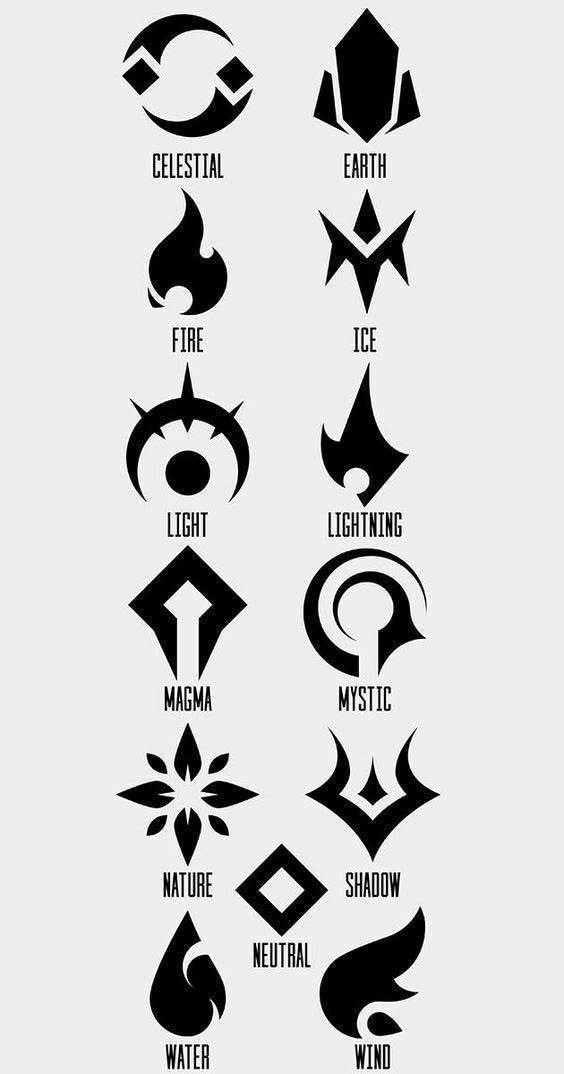 CELESTIAL
EARTH
FIRE
ICE
LIGHT
LIGHTNING
MAGMA
MYSTIC
NATURE
SHADOW
NEUTRAL
WATER
WIND